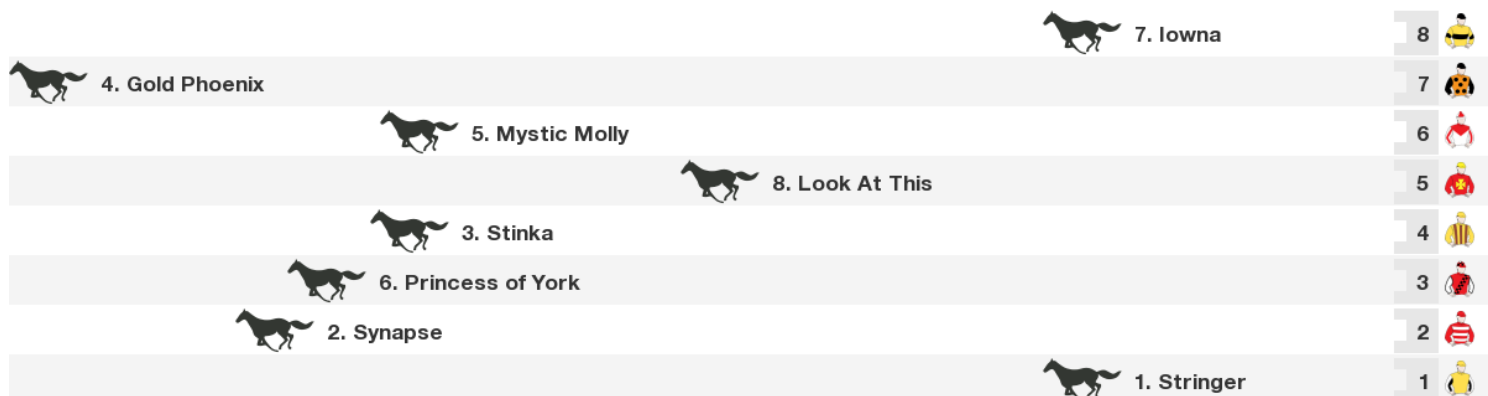 7. Iowna 8
4. Gold Phoenix 7
5. Mystic Molly 6
8. Look At This 5
3. Stinka 4
6. Princess of York 3
2. Synapse 2
1. Stringer 1